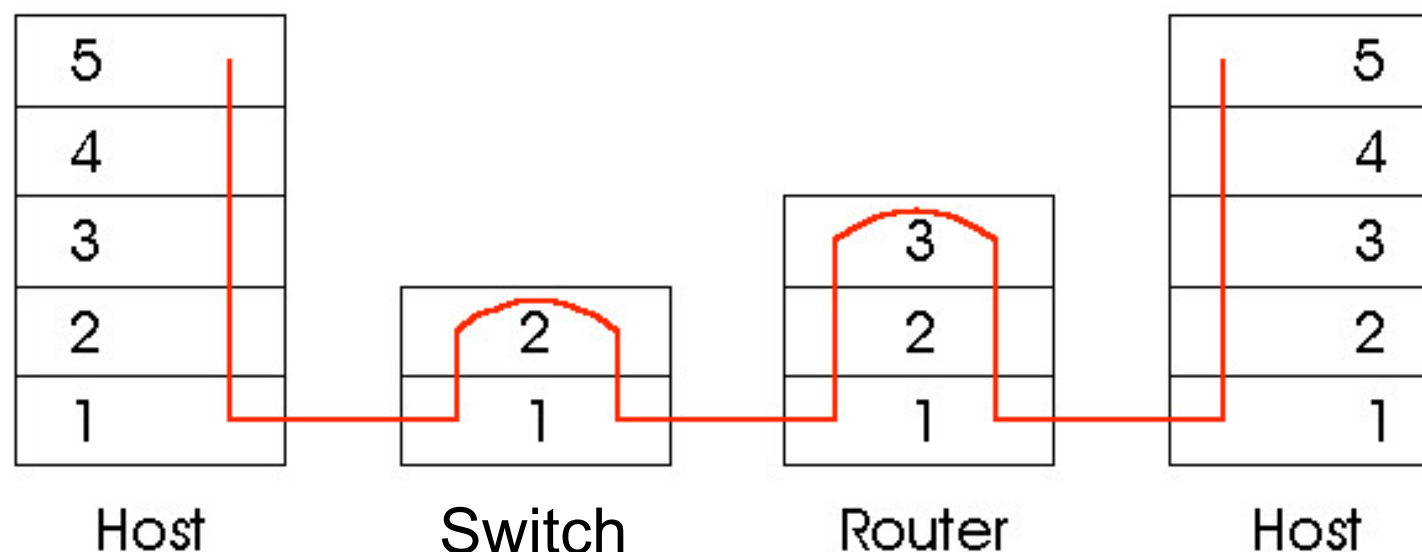 5 5
4 4
3 3 3
2 2 2 2
1 1 1 1
Host Switch Router Host